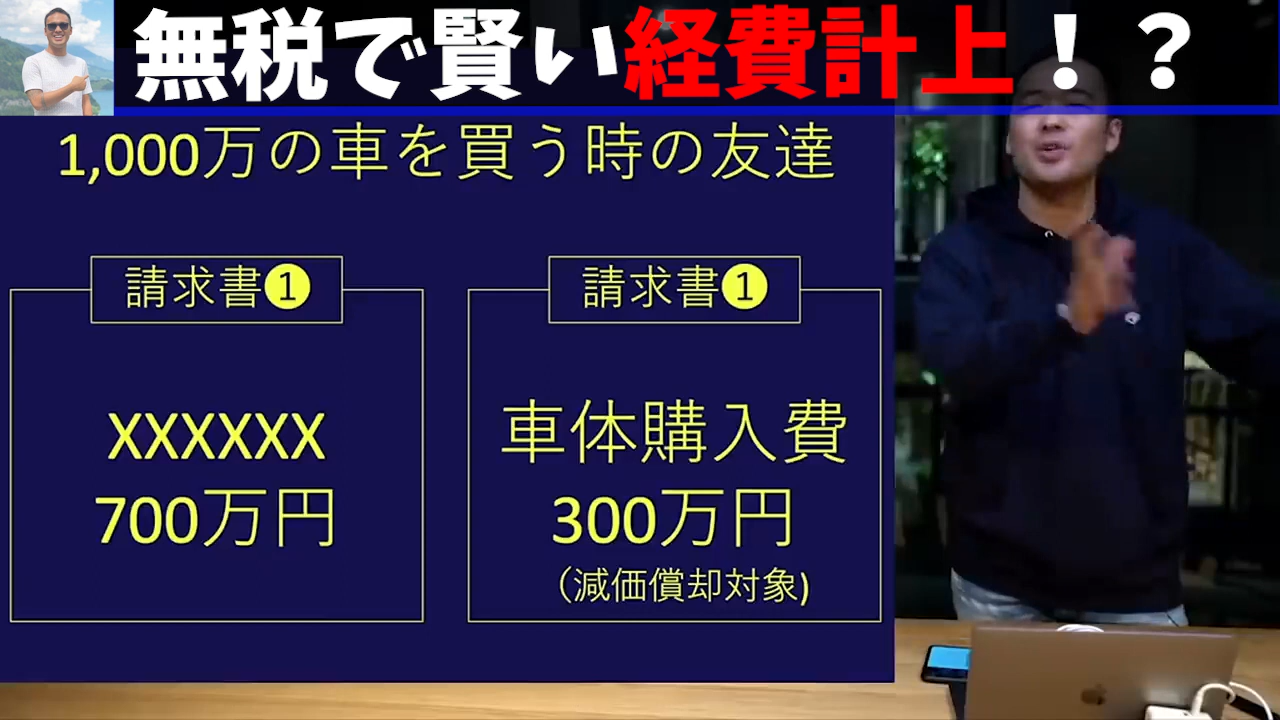 無税で賢い経費計上！？
1,000万の車を買う時の友達
請求書❶
XXXXXX
700万円
請求書❶
車体購入費
300万円
（減価償却対象)